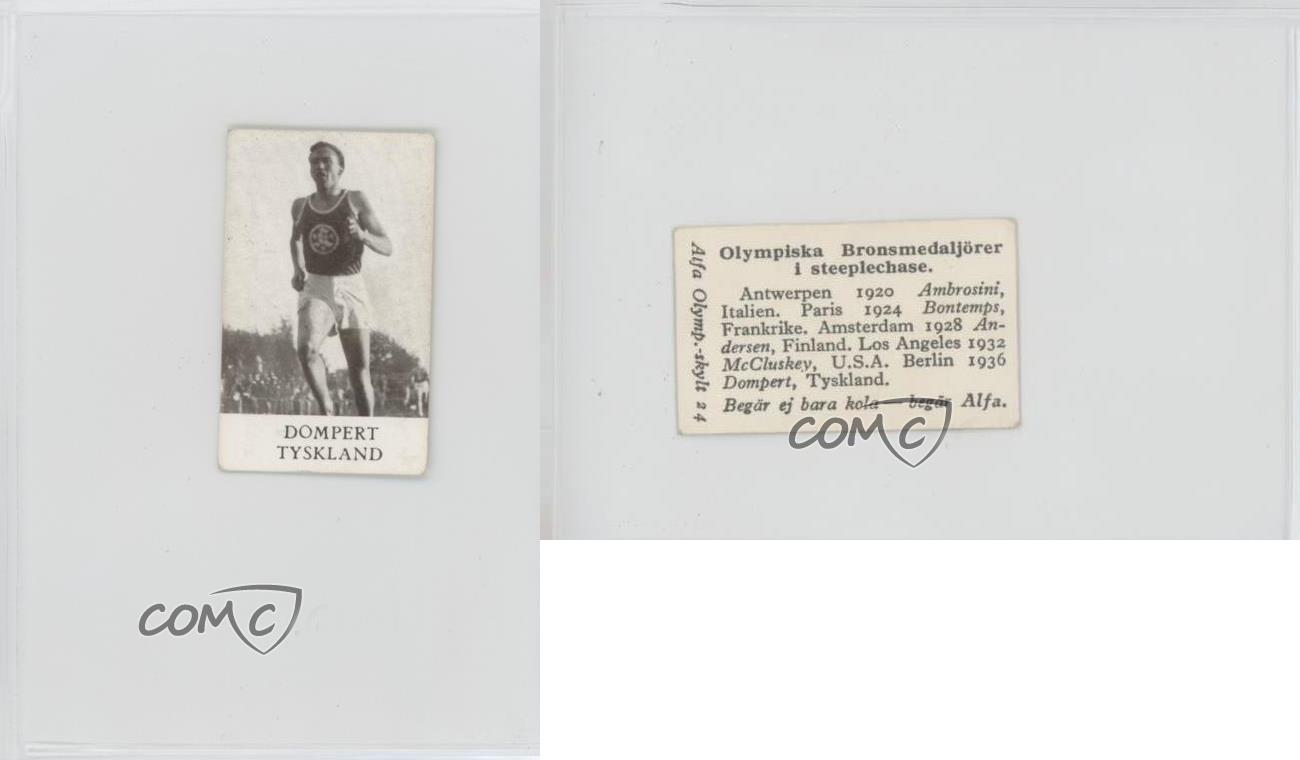 DOMPERT
TYSKLAND
COMC
Alfa Olymp.-skylt 24
Olympiska Bronsmedaljörer
i steeplechase.
Antwerpen 1920 Ambrosini,
Italien. Paris 1924 Bontemps,
Frankrike. Amsterdam 1928 An-
dersen, Finland. Los Angeles 1932
McCluskey, U.S.A. Berlin 1936
Dompert, Tyskland.
Begär ej bara kola — begär Alfa.
COMC